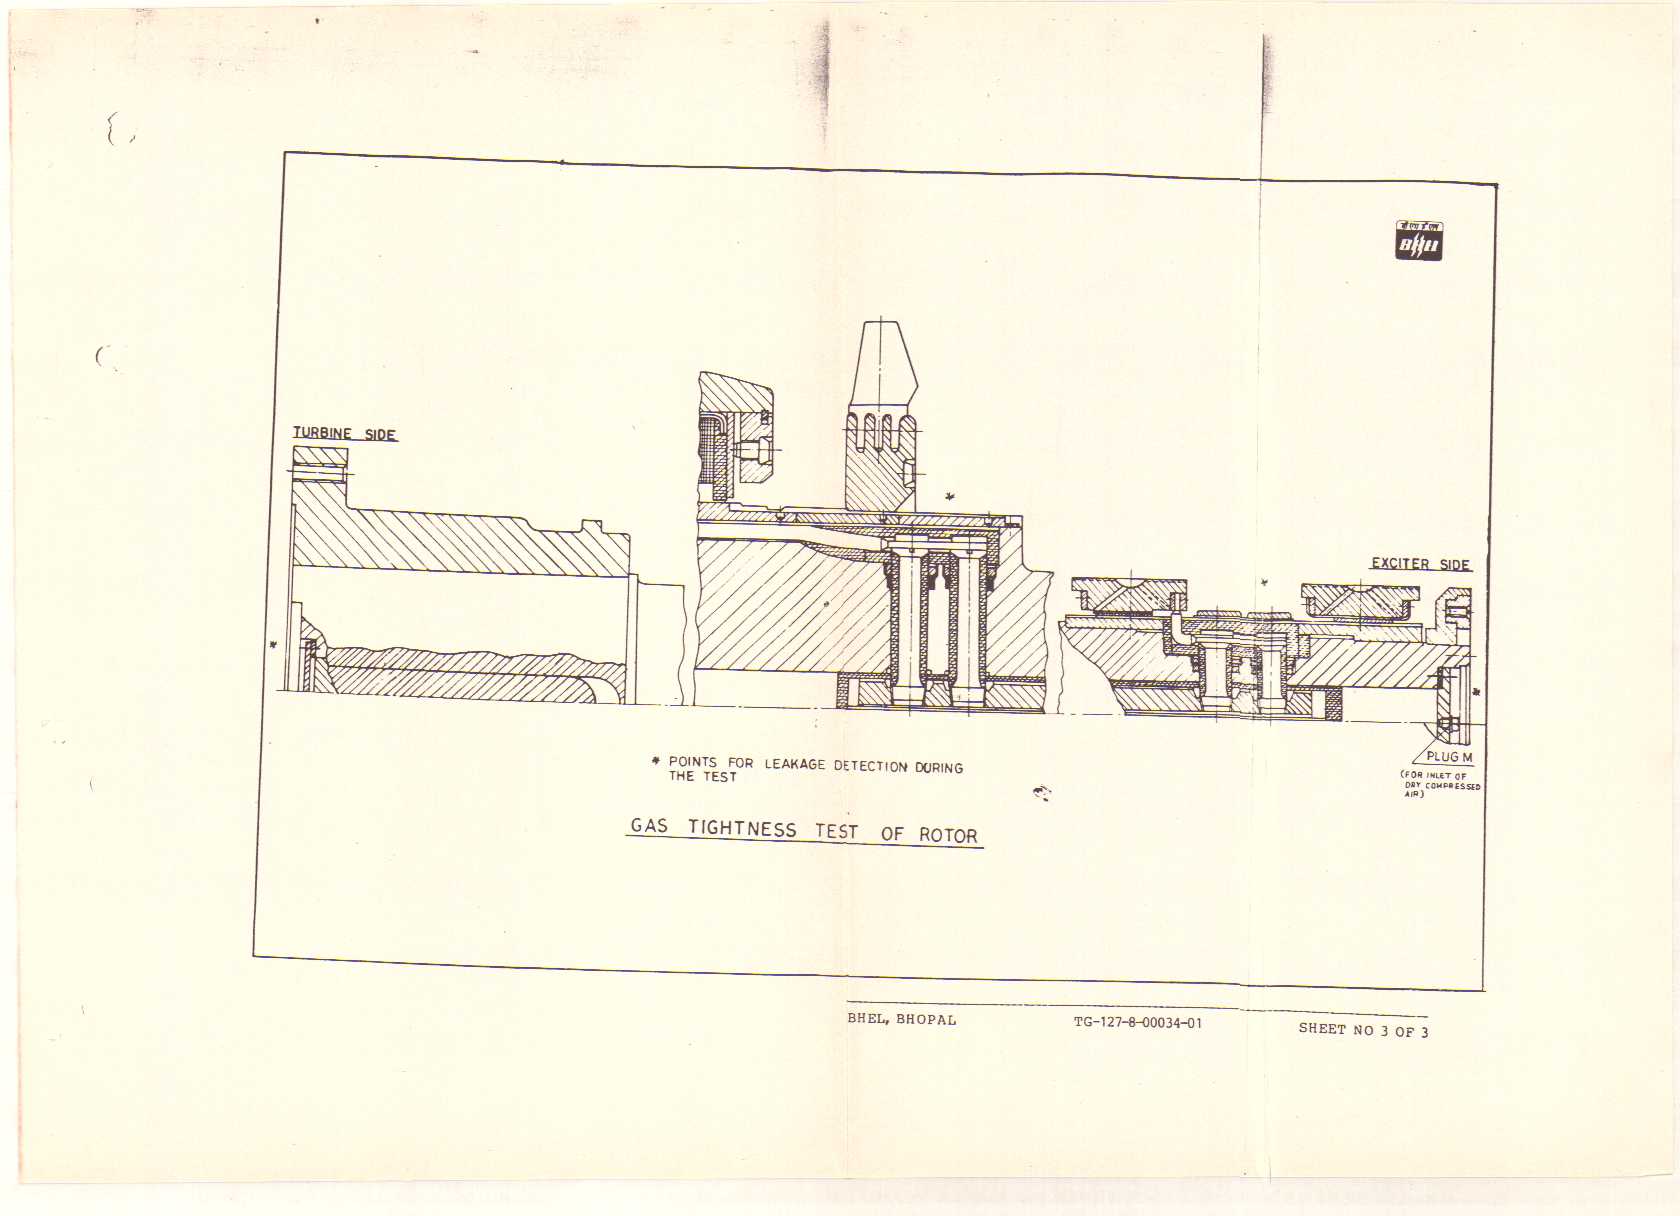 BHEL
TURBINE SIDE
*
EXCITER SIDE
*
*
*
PLUG M
(FOR INLET OF
DRY COMPRESSED
AIR)
* POINTS FOR LEAKAGE DETECTION DURING
THE TEST
GAS TIGHTNESS TEST OF ROTOR
BHEL, BHOPAL TG-127-8-00034-01 SHEET NO 3 OF 3